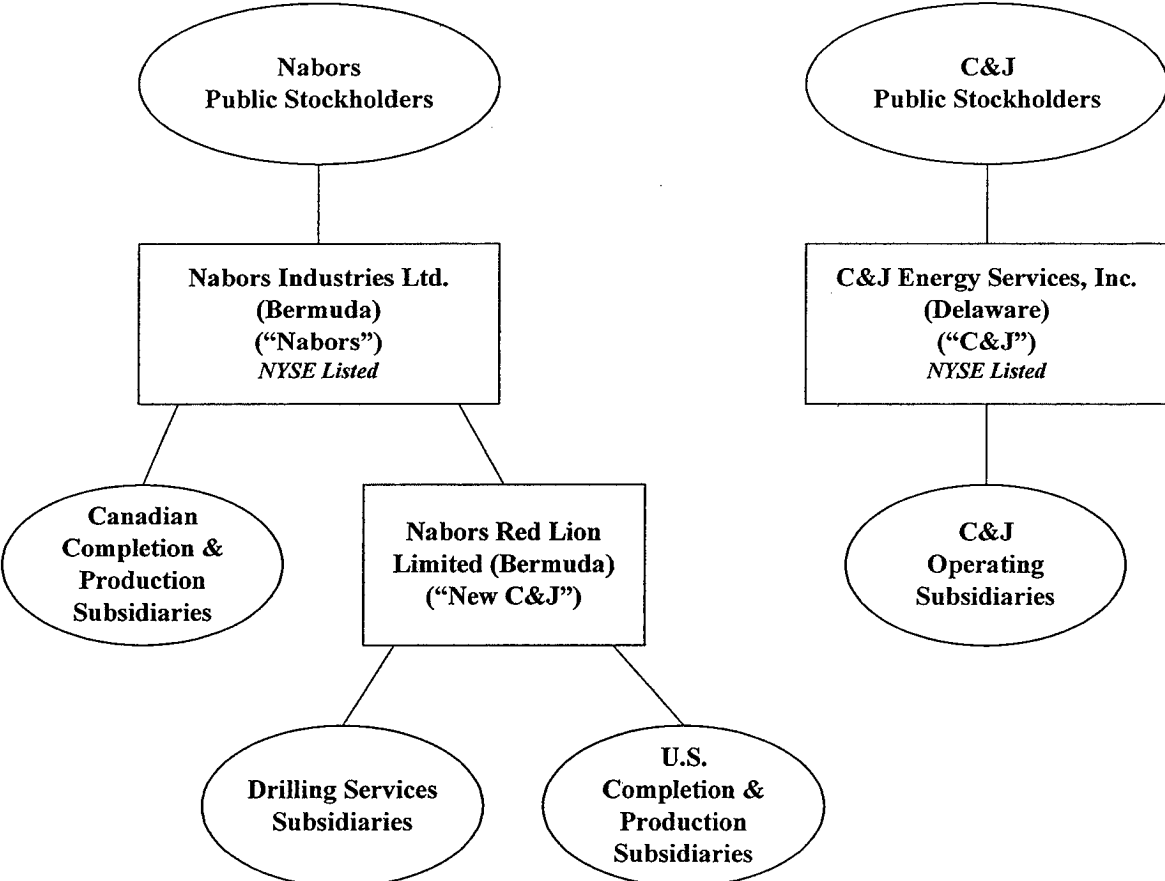 Nabors
Public Stockholders
C&J
Public Stockholders
Nabors Industries Ltd.
(Bermuda)
(“Nabors”)
NYSE Listed
C&J Energy Services, Inc.
(Delaware)
(“C&J”)
NYSE Listed
Canadian
Completion &
Production
Subsidiaries
Nabors Red Lion
Limited (Bermuda)
(“New C&J”)
C&J
Operating
Subsidiaries
Drilling Services
Subsidiaries
U.S.
Completion &
Production
Subsidiaries